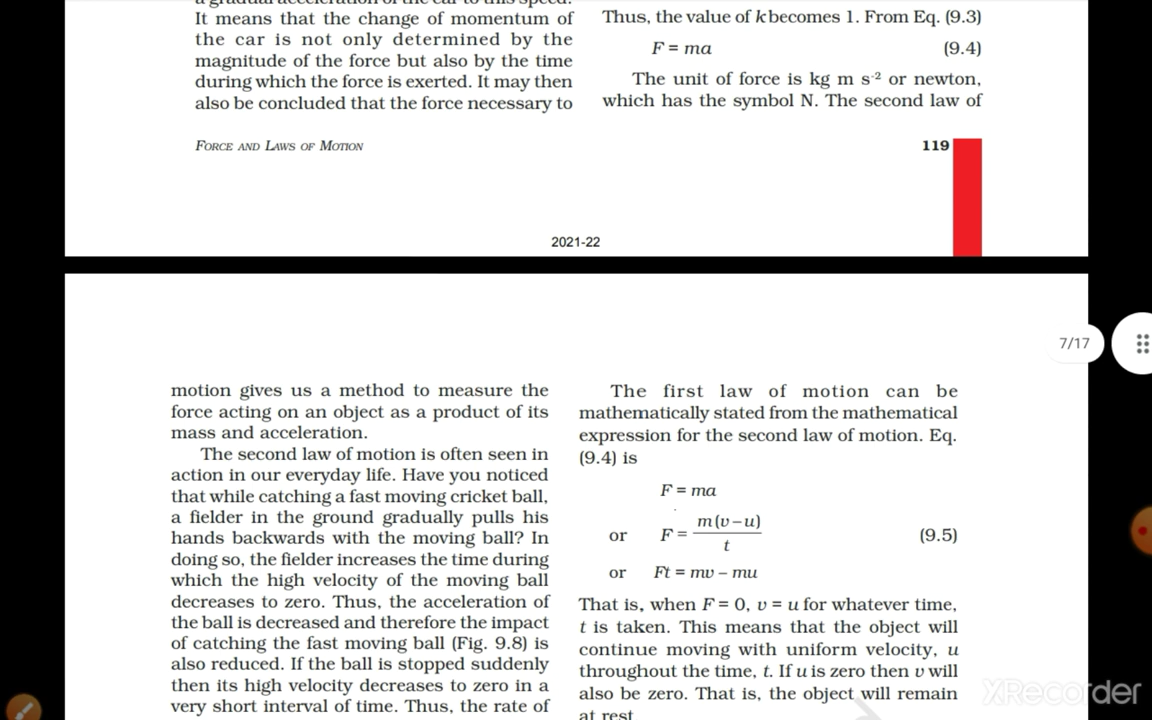 a gradual acceleration of the car to this speed.
It means that the change of momentum of
the car is not only determined by the
magnitude of the force but also by the time
during which the force is exerted. It may then
also be concluded that the force necessary to
Thus, the value of k becomes 1. From Eq. (9.3)
F = ma (9.4)
The unit of force is kg m s-2 or newton,
which has the symbol N. The second law of
FORCE AND LAWS OF MOTION
119
2021-22
7/17
motion gives us a method to measure the
force acting on an object as a product of its
mass and acceleration.
The second law of motion is often seen in
action in our everyday life. Have you noticed
that while catching a fast moving cricket ball,
a fielder in the ground gradually pulls his
hands backwards with the moving ball? In
doing so, the fielder increases the time during
which the high velocity of the moving ball
decreases to zero. Thus, the acceleration of
the ball is decreased and therefore the impact
of catching the fast moving ball (Fig. 9.8) is
also reduced. If the ball is stopped suddenly
then its high velocity decreases to zero in a
very short interval of time. Thus, the rate of
The first law of motion can be
mathematically stated from the mathematical
expression for the second law of motion. Eq.
(9.4) is
F = ma
or F = m(v – u) / t (9.5)
or Ft = mv – mu
That is, when F = 0, v = u for whatever time,
t is taken. This means that the object will
continue moving with uniform velocity, u
throughout the time, t. If u is zero then v will
also be zero. That is, the object will remain
at rest
XRecorder